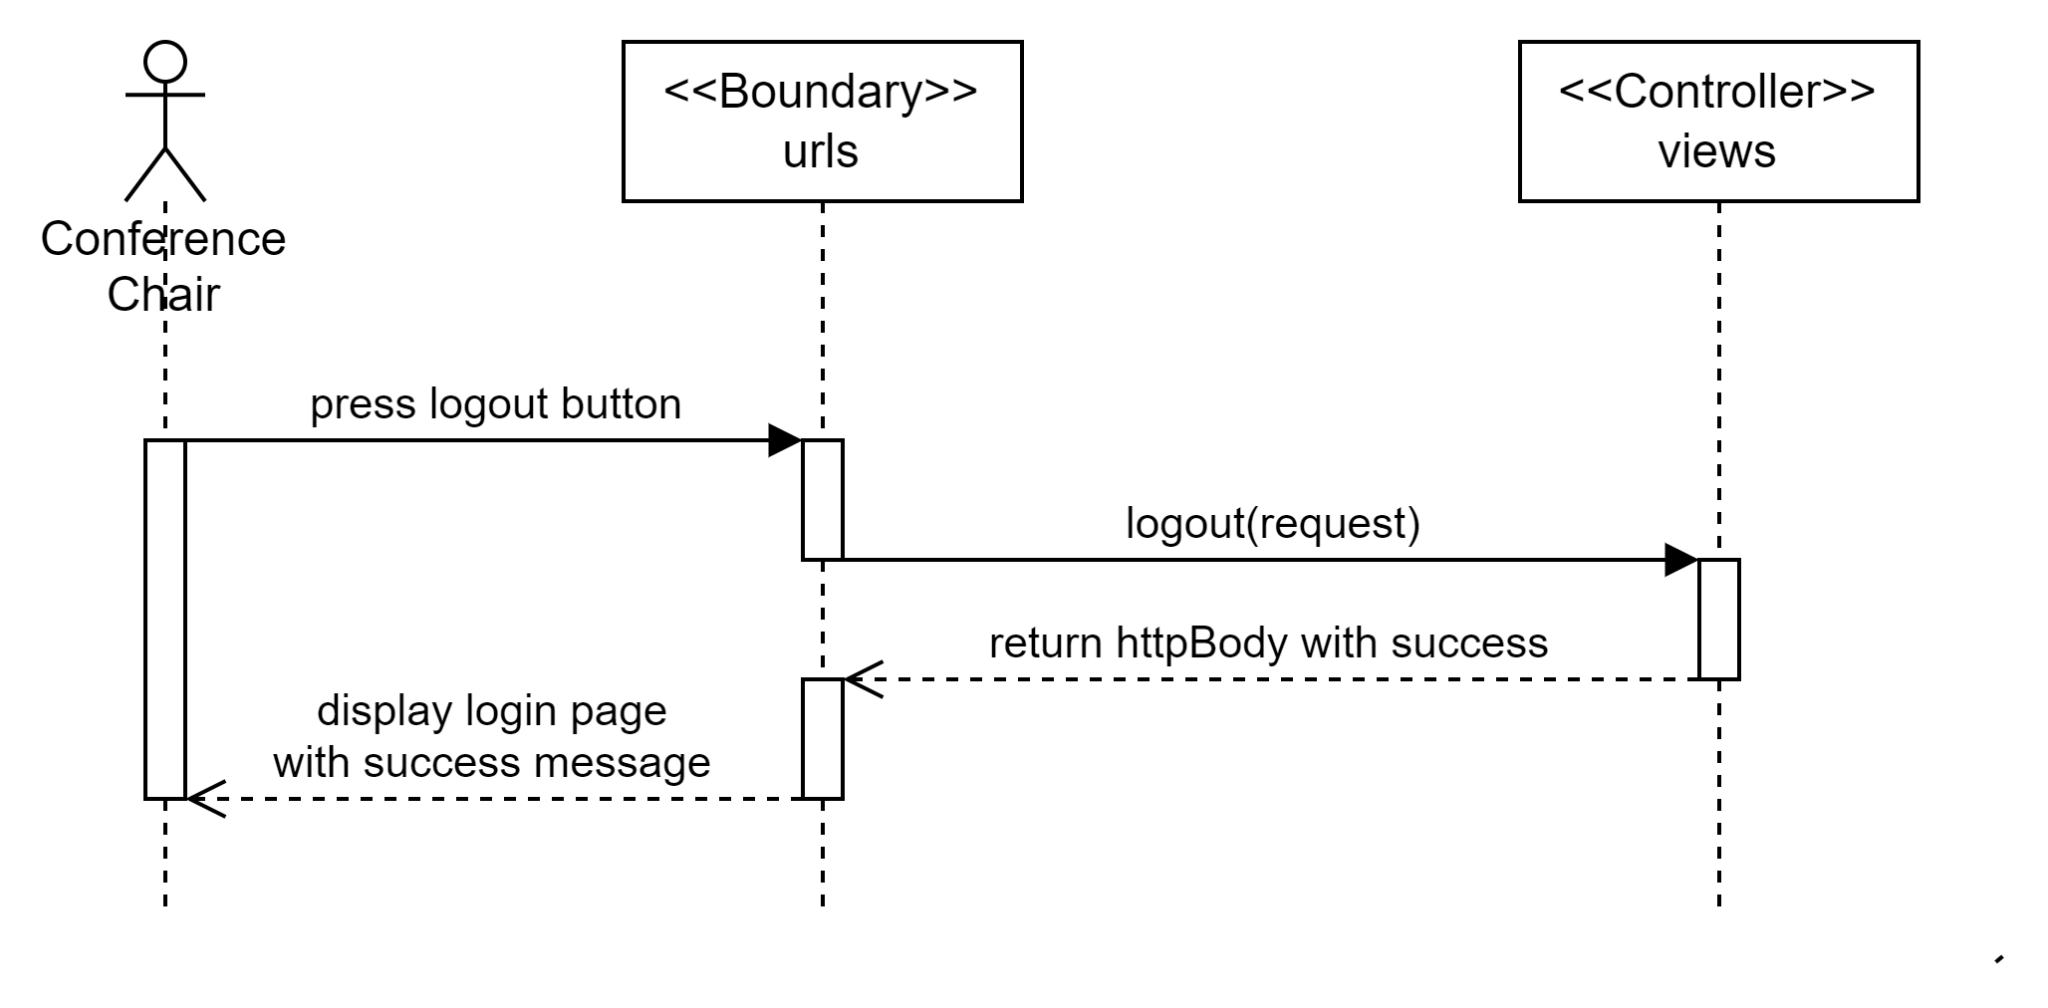 <<Boundary>>
urls
<<Controller>>
views
Conference
Chair
press logout button
logout(request)
return httpBody with success
display login page
with success message